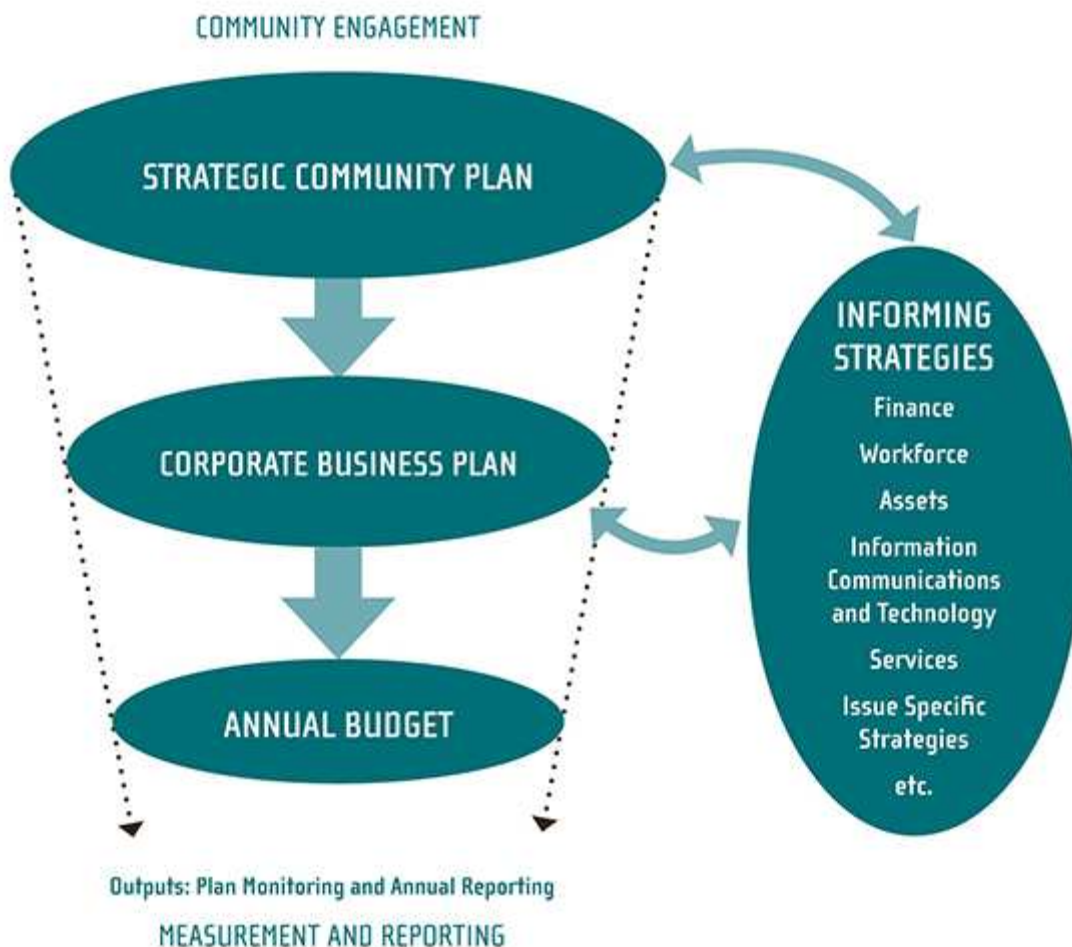 COMMUNITY ENGAGEMENT
STRATEGIC COMMUNITY PLAN
CORPORATE BUSINESS PLAN
ANNUAL BUDGET
INFORMING
STRATEGIES
Finance
Workforce
Assets
Information
Communications
and Technology
Services
Issue Specific
Strategies
etc.
Outputs: Plan Monitoring and Annual Reporting
MEASUREMENT AND REPORTING